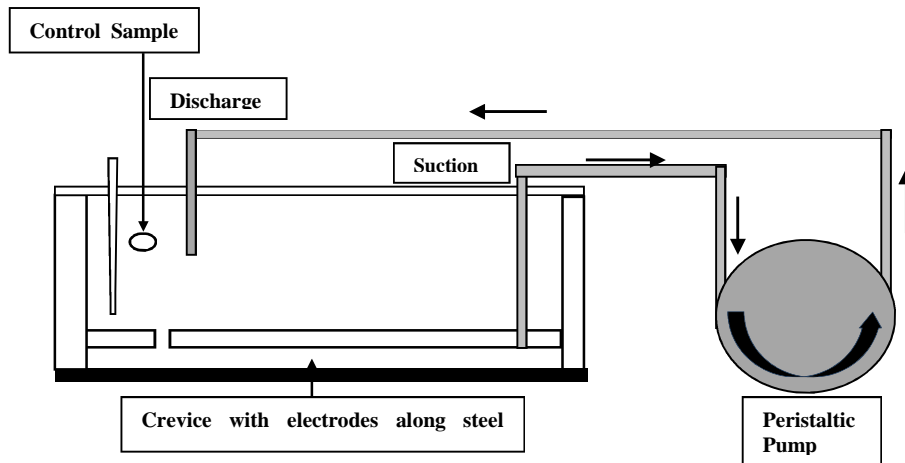 Control Sample
Discharge
Suction
Crevice with electrodes along steel
Peristaltic
Pump